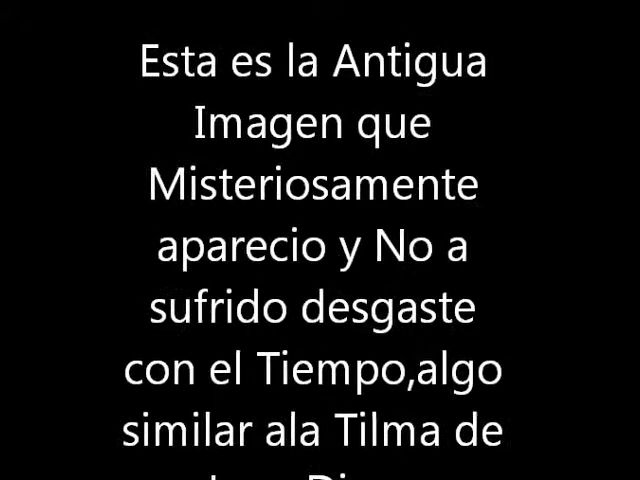 Esta es la Antigua
Imagen que
Misteriosamente
aparecio y No a
sufrido desgaste
con el Tiempo,algo
similar ala Tilma de